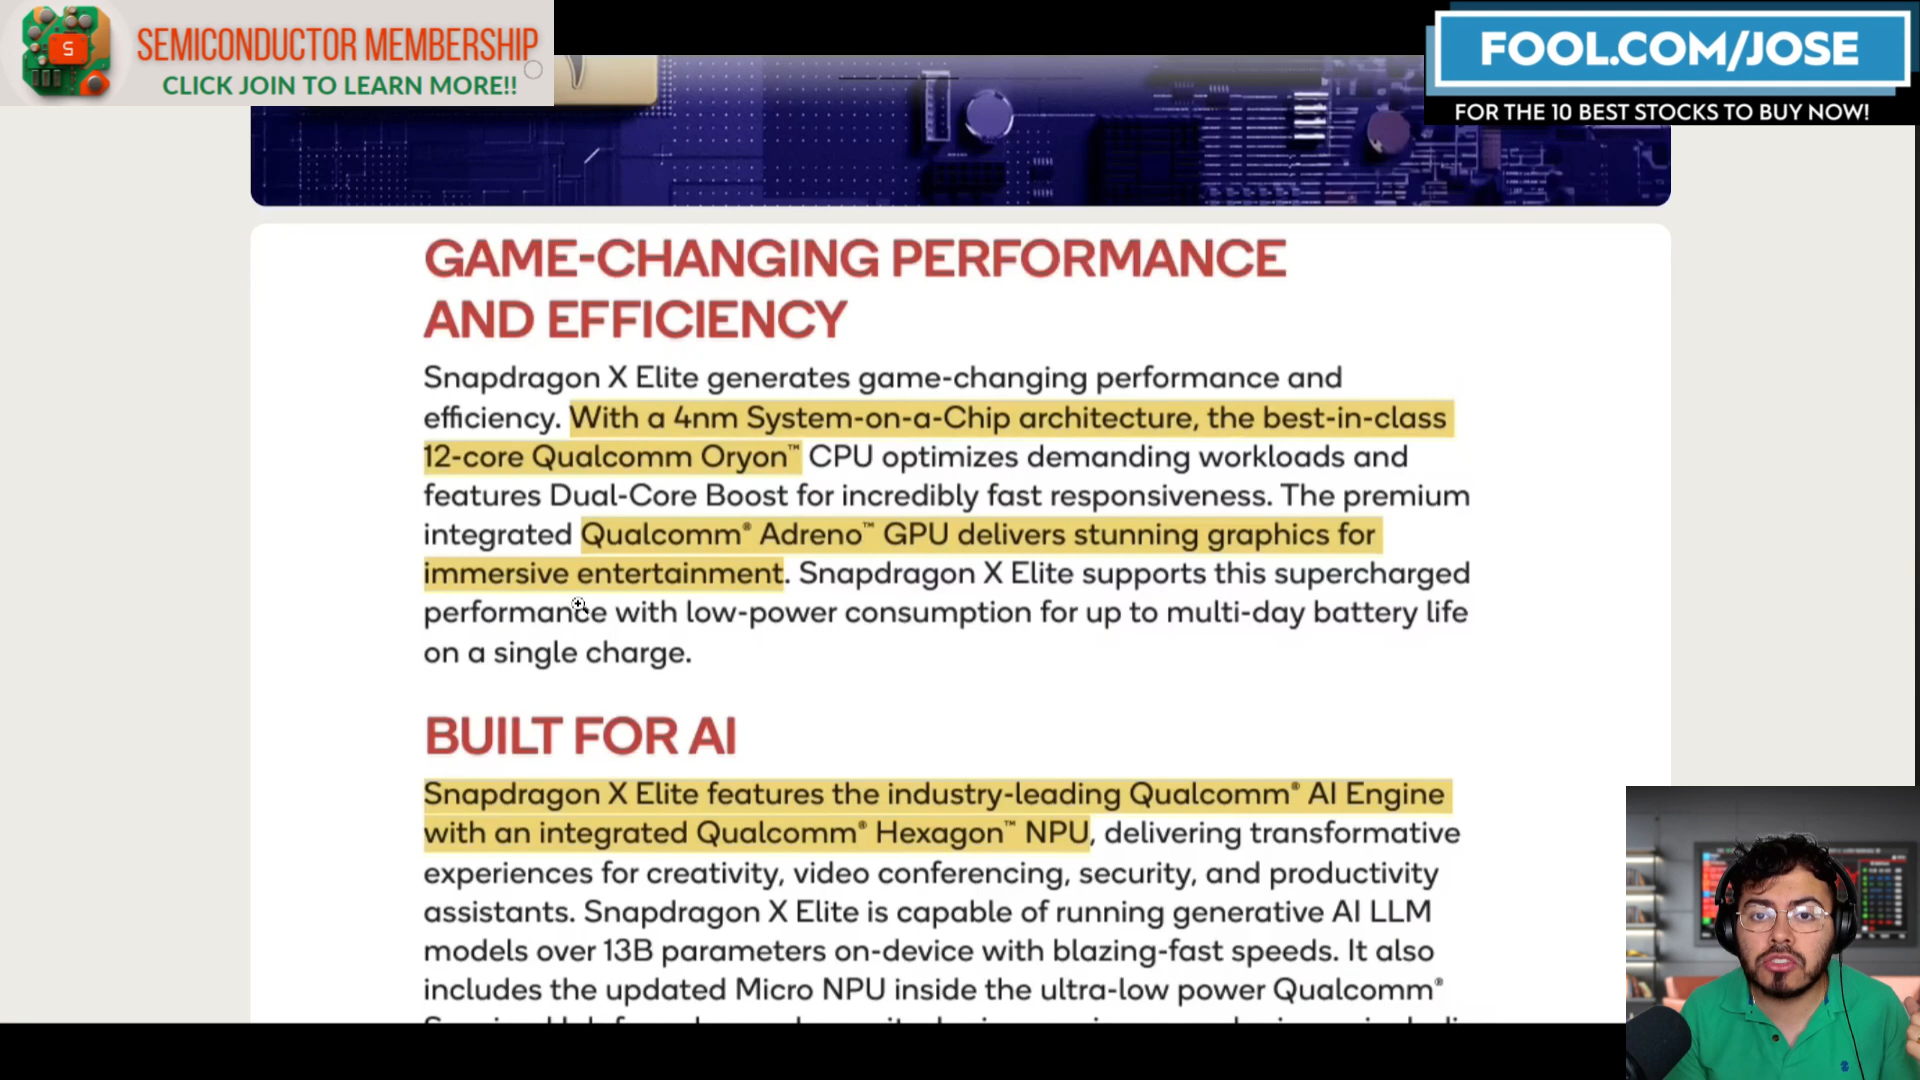 SEMICONDUCTOR MEMBERSHIP
CLICK JOIN TO LEARN MORE!!
S
FOOL.COM/JOSE
FOR THE 10 BEST STOCKS TO BUY NOW!
GAME-CHANGING PERFORMANCE
AND EFFICIENCY
Snapdragon X Elite generates game-changing performance and
efficiency. With a 4nm System-on-a-Chip architecture, the best-in-class
12-core Qualcomm Oryon™ CPU optimizes demanding workloads and
features Dual-Core Boost for incredibly fast responsiveness. The premium
integrated Qualcomm® Adreno™ GPU delivers stunning graphics for
immersive entertainment. Snapdragon X Elite supports this supercharged
performance with low-power consumption for up to multi-day battery life
on a single charge.
BUILT FOR AI
Snapdragon X Elite features the industry-leading Qualcomm® AI Engine
with an integrated Qualcomm® Hexagon™ NPU, delivering transformative
experiences for creativity, video conferencing, security, and productivity
assistants. Snapdragon X Elite is capable of running generative AI LLM
models over 13B parameters on-device with blazing-fast speeds. It also
includes the updated Micro NPU inside the ultra-low power Qualcomm®